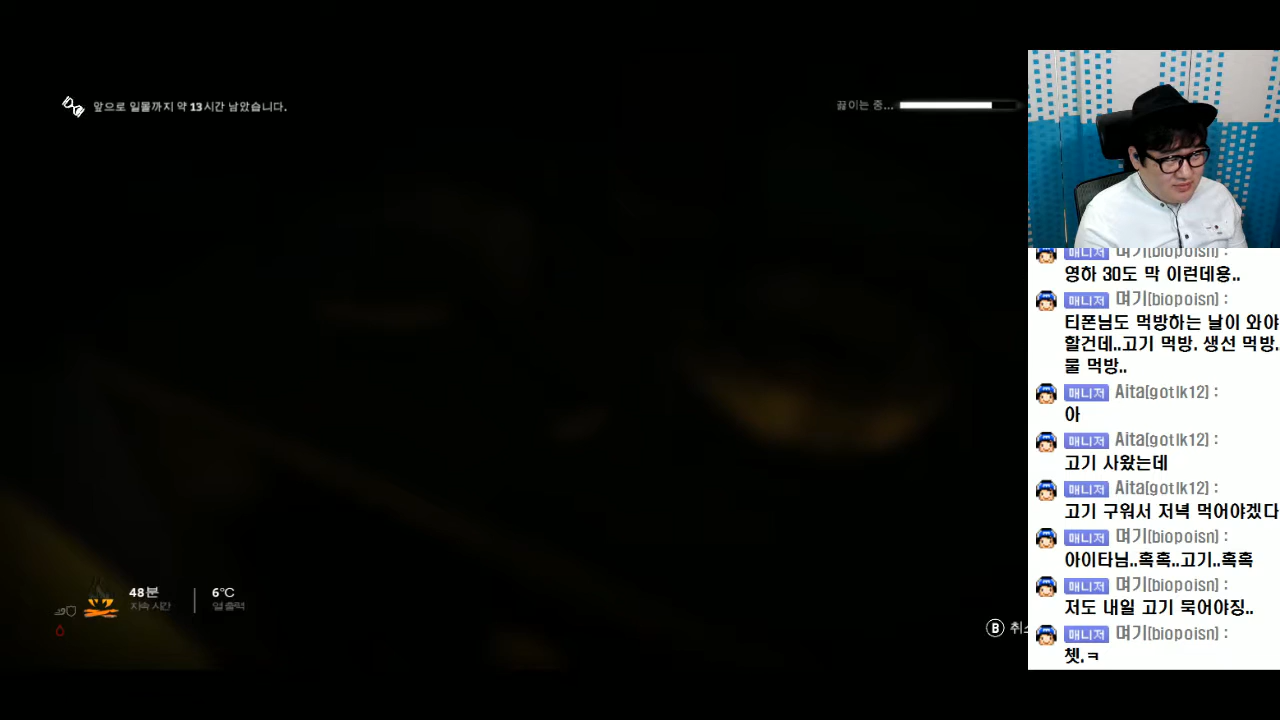 앞으로 일몰까지 약 13시간 남았습니다.
끓이는 중...
48분
지속 시간
6°C
열 출력
B 취소
매니저 며기[biopoisn] :
영하 30도 막 이런데용..
매니저 며기[biopoisn] :
티폰님도 먹방하는 날이 와야
할건데..고기 먹방. 생선 먹방.
물 먹방..
매니저 Aita[gotlk12] :
아
매니저 Aita[gotlk12] :
고기 사왔는데
매니저 Aita[gotlk12] :
고기 구워서 저녁 먹어야겠다
매니저 며기[biopoisn] :
아이타님..혹혹..고기..혹혹
매니저 며기[biopoisn] :
저도 내일 고기 묵어야징..
매니저 며기[biopoisn] :
쳇.ㅋ